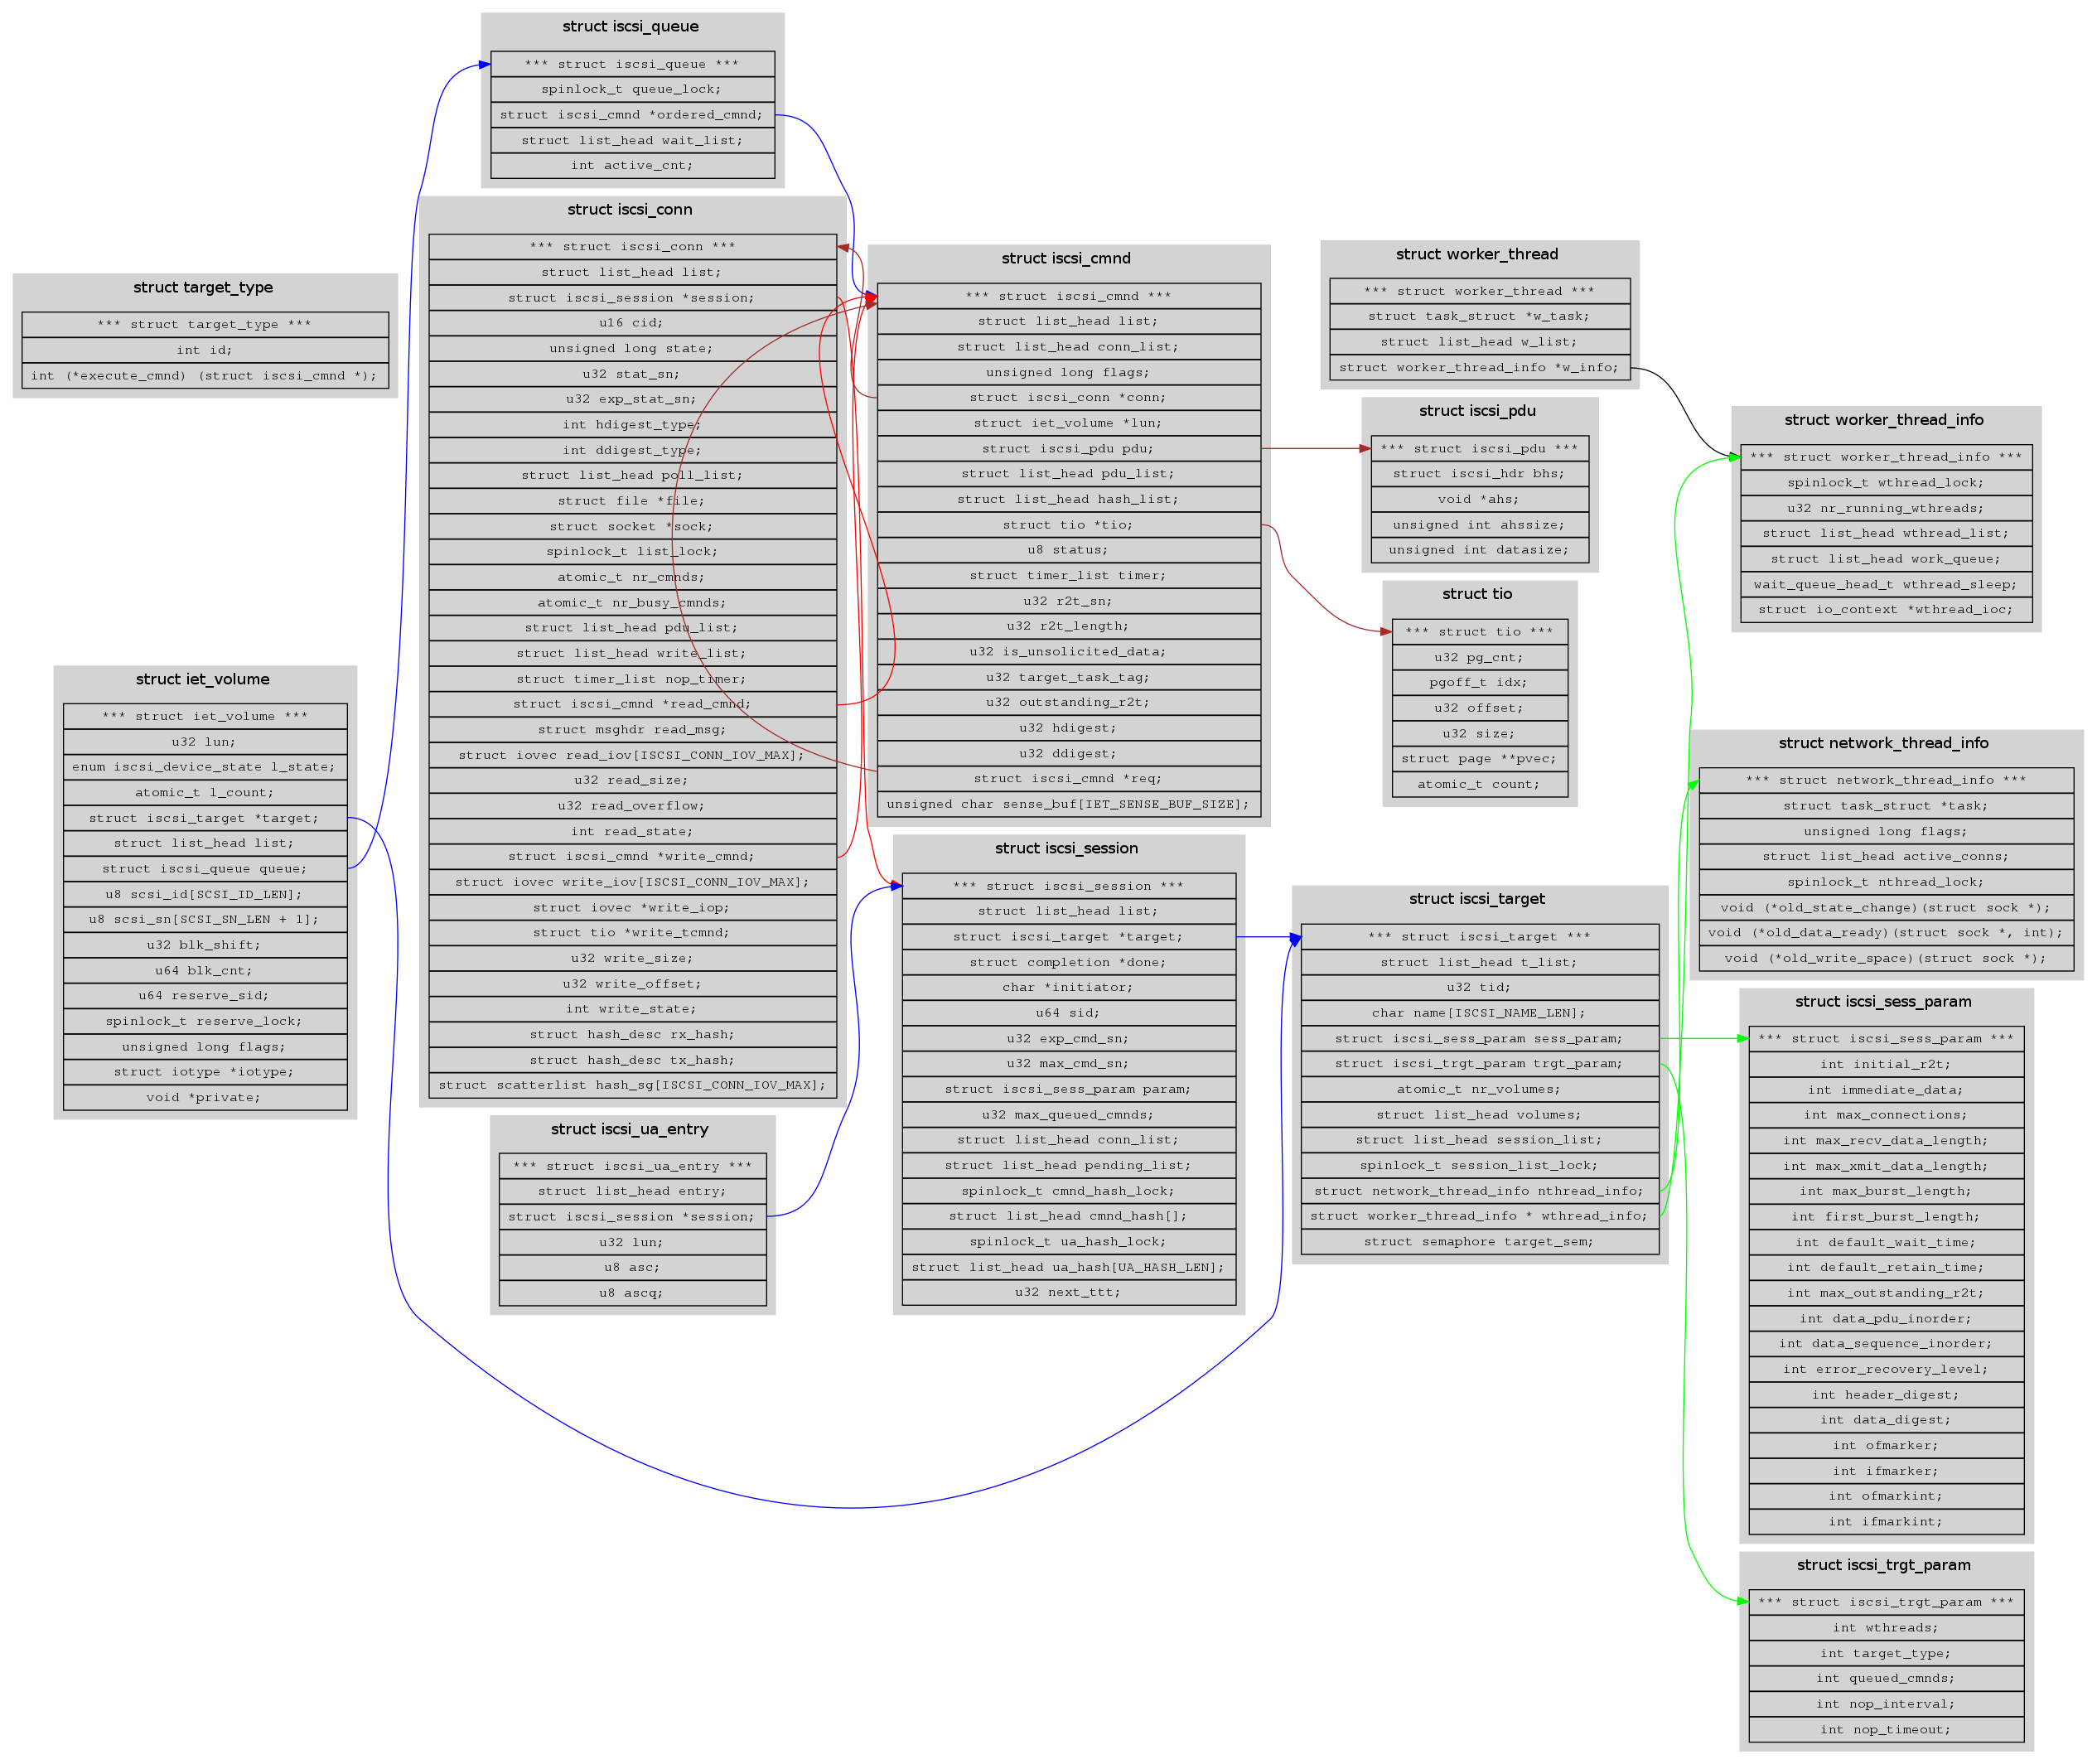 struct target_type
*** struct target_type ***
int id;
int (*execute_cmnd) (struct iscsi_cmnd *);
struct iet_volume
*** struct iet_volume ***
u32 lun;
enum iscsi_device_state l_state;
atomic_t l_count;
struct iscsi_target *target;
struct list_head list;
struct iscsi_queue queue;
u8 scsi_id[SCSI_ID_LEN];
u8 scsi_sn[SCSI_SN_LEN + 1];
u32 blk_shift;
u64 blk_cnt;
u64 reserve_sid;
spinlock_t reserve_lock;
unsigned long flags;
struct iotype *iotype;
void *private;
struct iscsi_queue
*** struct iscsi_queue ***
spinlock_t queue_lock;
struct iscsi_cmnd *ordered_cmnd;
struct list_head wait_list;
int active_cnt;
struct iscsi_conn
*** struct iscsi_conn ***
struct list_head list;
struct iscsi_session *session;
u16 cid;
unsigned long state;
u32 stat_sn;
u32 exp_stat_sn;
int hdigest_type;
int ddigest_type;
struct list_head poll_list;
struct file *file;
struct socket *sock;
spinlock_t list_lock;
atomic_t nr_cmnds;
atomic_t nr_busy_cmnds;
struct list_head pdu_list;
struct list_head write_list;
struct timer_list nop_timer;
struct iscsi_cmnd *read_cmnd;
struct msghdr read_msg;
struct iovec read_iov[ISCSI_CONN_IOV_MAX];
u32 read_size;
u32 read_overflow;
int read_state;
struct iscsi_cmnd *write_cmnd;
struct iovec write_iov[ISCSI_CONN_IOV_MAX];
struct iovec *write_iop;
struct tio *write_tcmnd;
u32 write_size;
u32 write_offset;
int write_state;
struct hash_desc rx_hash;
struct hash_desc tx_hash;
struct scatterlist hash_sg[ISCSI_CONN_IOV_MAX];
struct iscsi_ua_entry
*** struct iscsi_ua_entry ***
struct list_head entry;
struct iscsi_session *session;
u32 lun;
u8 asc;
u8 ascq;
struct iscsi_cmnd
*** struct iscsi_cmnd ***
struct list_head list;
struct list_head conn_list;
unsigned long flags;
struct iscsi_conn *conn;
struct iet_volume *lun;
struct iscsi_pdu pdu;
struct list_head pdu_list;
struct list_head hash_list;
struct tio *tio;
u8 status;
struct timer_list timer;
u32 r2t_sn;
u32 r2t_length;
u32 is_unsolicited_data;
u32 target_task_tag;
u32 outstanding_r2t;
u32 hdigest;
u32 ddigest;
struct iscsi_cmnd *req;
unsigned char sense_buf[IET_SENSE_BUF_SIZE];
struct iscsi_session
*** struct iscsi_session ***
struct list_head list;
struct iscsi_target *target;
struct completion *done;
char *initiator;
u64 sid;
u32 exp_cmd_sn;
u32 max_cmd_sn;
struct iscsi_sess_param param;
u32 max_queued_cmnds;
struct list_head conn_list;
struct list_head pending_list;
spinlock_t cmnd_hash_lock;
struct list_head cmnd_hash[];
spinlock_t ua_hash_lock;
struct list_head ua_hash[UA_HASH_LEN];
u32 next_ttt;
struct worker_thread
*** struct worker_thread ***
struct task_struct *w_task;
struct list_head w_list;
struct worker_thread_info *w_info;
struct iscsi_pdu
*** struct iscsi_pdu ***
struct iscsi_hdr bhs;
void *ahs;
unsigned int ahssize;
unsigned int datasize;
struct tio
*** struct tio ***
u32 pg_cnt;
pgoff_t idx;
u32 offset;
u32 size;
struct page **pvec;
atomic_t count;
struct iscsi_target
*** struct iscsi_target ***
struct list_head t_list;
u32 tid;
char name[ISCSI_NAME_LEN];
struct iscsi_sess_param sess_param;
struct iscsi_trgt_param trgt_param;
atomic_t nr_volumes;
struct list_head volumes;
struct list_head session_list;
spinlock_t session_list_lock;
struct network_thread_info nthread_info;
struct worker_thread_info * wthread_info;
struct semaphore target_sem;
struct worker_thread_info
*** struct worker_thread_info ***
spinlock_t wthread_lock;
u32 nr_running_wthreads;
struct list_head wthread_list;
struct list_head work_queue;
wait_queue_head_t wthread_sleep;
struct io_context *wthread_ioc;
struct network_thread_info
*** struct network_thread_info ***
struct task_struct *task;
unsigned long flags;
struct list_head active_conns;
spinlock_t nthread_lock;
void (*old_state_change)(struct sock *);
void (*old_data_ready)(struct sock *, int);
void (*old_write_space)(struct sock *);
struct iscsi_sess_param
*** struct iscsi_sess_param ***
int initial_r2t;
int immediate_data;
int max_connections;
int max_recv_data_length;
int max_xmit_data_length;
int max_burst_length;
int first_burst_length;
int default_wait_time;
int default_retain_time;
int max_outstanding_r2t;
int data_pdu_inorder;
int data_sequence_inorder;
int error_recovery_level;
int header_digest;
int data_digest;
int ofmarker;
int ifmarker;
int ofmarkint;
int ifmarkint;
struct iscsi_trgt_param
*** struct iscsi_trgt_param ***
int wthreads;
int target_type;
int queued_cmnds;
int nop_interval;
int nop_timeout;